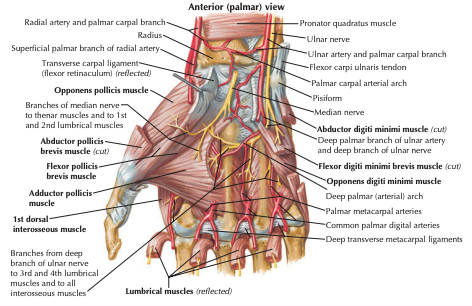 Anterior (palmar) view
Radial artery and palmar carpal branch
Radius
Superficial palmar branch of radial artery
Transverse carpal ligament
(flexor retinaculum) (reflected)
Opponens pollicis muscle
Branches of median nerve
to thenar muscles and to 1st
and 2nd lumbrical muscles
Abductor pollicis
brevis muscle (cut)
Flexor pollicis
brevis muscle
Adductor pollicis
muscle
1st dorsal
interosseous muscle
Branches from deep
branch of ulnar nerve
to 3rd and 4th lumbrical
muscles and to all
interosseous muscles
Lumbrical muscles (reflected)
Pronator quadratus muscle
Ulnar nerve
Ulnar artery and palmar carpal branch
Flexor carpi ulnaris tendon
Palmar carpal arterial arch
Pisiform
Median nerve
Abductor digiti minimi muscle (cut)
Deep palmar branch of ulnar artery
and deep branch of ulnar nerve
Flexor digiti minimi brevis muscle (cut)
Opponens digiti minimi muscle
Deep palmar (arterial) arch
Palmar metacarpal arteries
Common palmar digital arteries
Deep transverse metacarpal ligaments